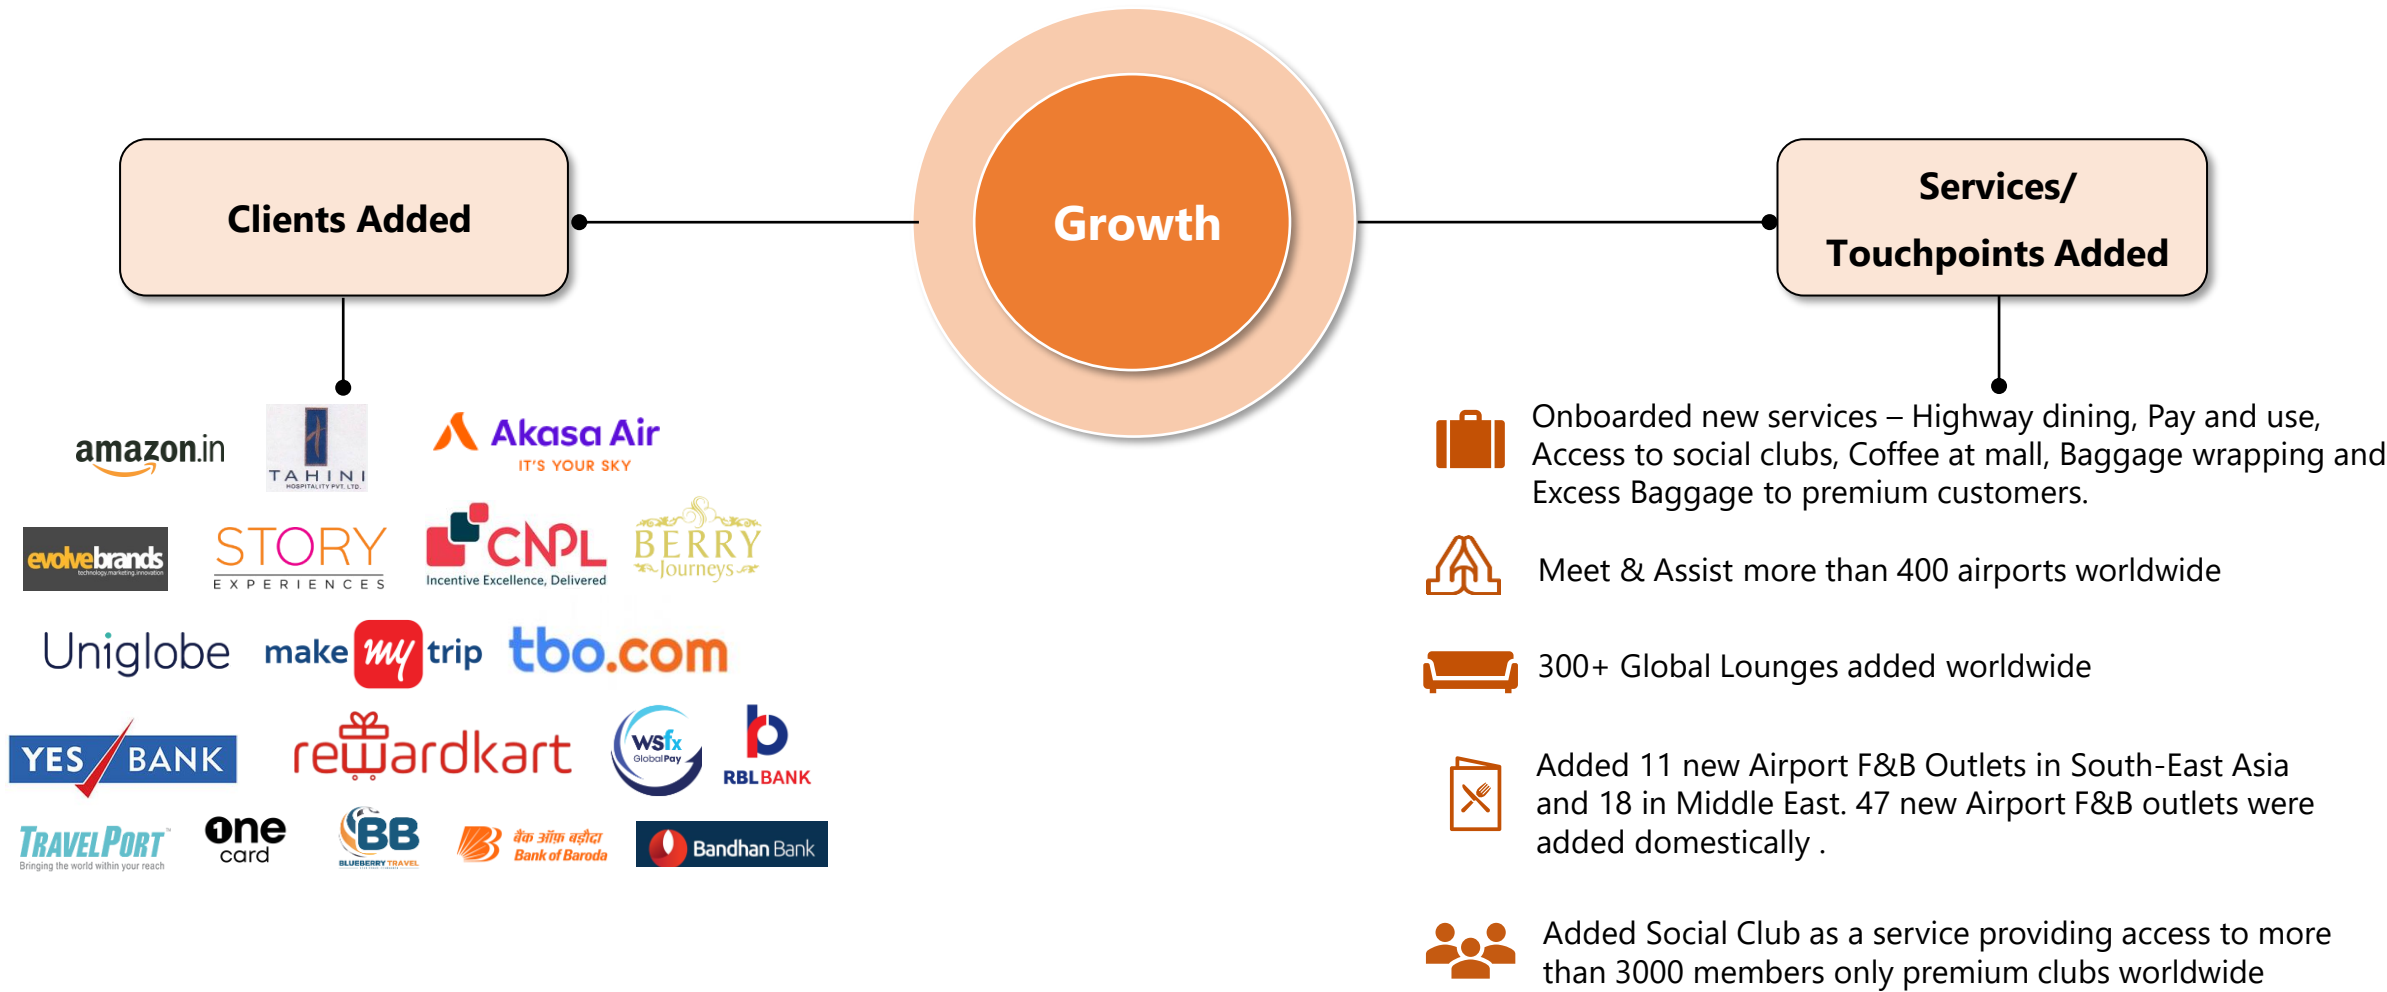 Growth
Clients Added
Services/
Touchpoints Added
amazon.in
TAHINI
HOSPITALITY PVT. LTD.
Akasa Air
IT'S YOUR SKY
evolvebrands
technology.marketing.innovation
STORY
EXPERIENCES
CNPL
Incentive Excellence, Delivered
BERRY
Journeys
Uniglobe
make my trip
tbo.com
YES BANK
rewardkart
wsfx
GlobalPay
RBLBANK
TRAVELPORT
Bringing the world within your reach
one
card
BB
BLUEBERRY TRAVEL
बैंक ऑफ़ बड़ौदा
Bank of Baroda
Bandhan Bank
Onboarded new services – Highway dining, Pay and use,
Access to social clubs, Coffee at mall, Baggage wrapping and
Excess Baggage to premium customers.
Meet & Assist more than 400 airports worldwide
300+ Global Lounges added worldwide
Added 11 new Airport F&B Outlets in South-East Asia
and 18 in Middle East. 47 new Airport F&B outlets were
added domestically .
Added Social Club as a service providing access to more
than 3000 members only premium clubs worldwide